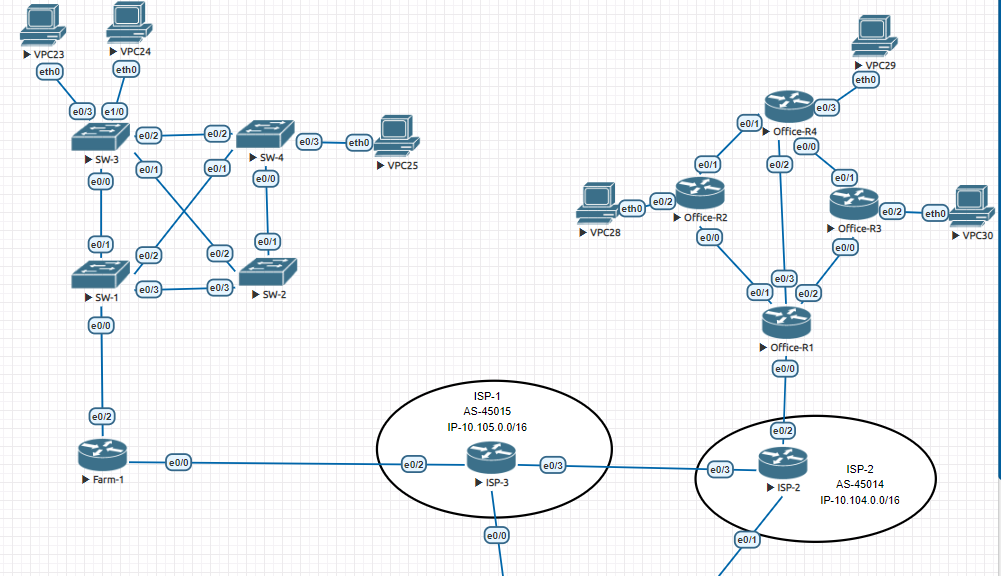 ▶ VPC23
▶ VPC24
▶ VPC29
eth0
eth0
eth0
e0/3
e1/0
e0/3
e0/1
▶ Office-R4
e0/2
e0/2
e0/3
eth0
▶ SW-3
▶ SW-4
▶ VPC25
e0/0
e0/1
e0/1
e0/0
e0/2
e0/0
e0/1
e0/1
eth0
e0/2
▶ Office-R2
▶ VPC28
e0/2
eth0
▶ Office-R3
▶ VPC30
e0/0
e0/0
e0/1
e0/2
e0/2
e0/1
▶ SW-1
e0/3
e0/3
▶ SW-2
e0/3
e0/1
e0/2
e0/0
▶ Office-R1
e0/0
ISP-1
AS-45015
IP-10.105.0.0/16
e0/2
e0/2
▶ Farm-1
e0/0
e0/2
▶ ISP-3
e0/3
e0/3
▶ ISP-2
ISP-2
AS-45014
IP-10.104.0.0/16
e0/0
e0/1